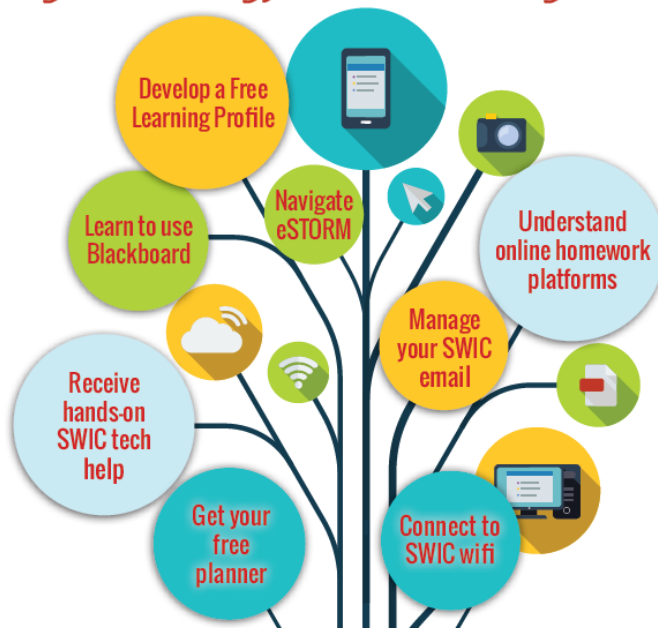 Develop a Free
Learning Profile
Navigate
eSTORM
Learn to use
Blackboard
Understand
online homework
platforms
Manage
your SWIC
email
Receive
hands-on
SWIC tech
help
Get your
free
planner
Connect to
SWIC wifi